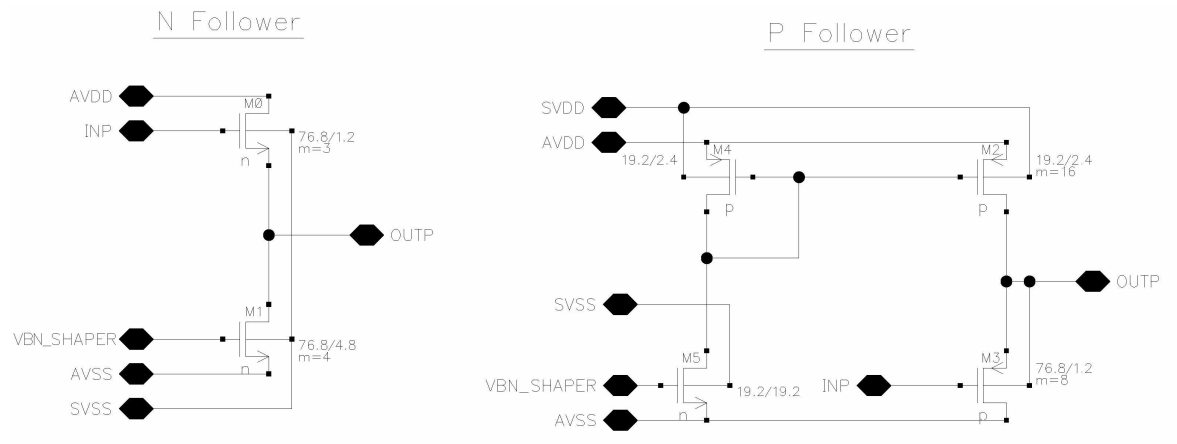 N Follower
AVDD
M0
INP
76.8/1.2
m=3
n
OUTP
M1
VBN_SHAPER
76.8/4.8
m=4
n
AVSS
SVSS
P Follower
SVDD
AVDD
M4
M2
19.2/2.4
19.2/2.4
m=16
p
p
OUTP
SVSS
M5
M3
VBN_SHAPER
19.2/19.2
INP
76.8/1.2
m=8
n
p
AVSS